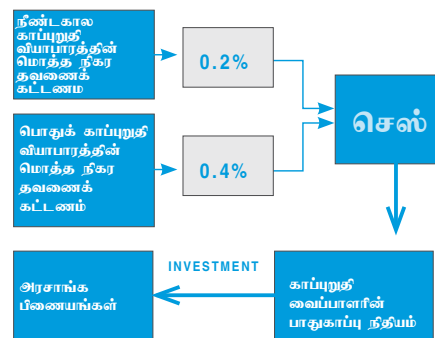 நீண்டகால
காப்புறுதி
வியாபாரத்தின்
மொத்த நிகர
தவணைக்
கட்டணம
0.2%
பொதுக் காப்புறுதி
வியாபாரத்தின்
மொத்த நிகர
தவணைக்
கட்டணம்
0.4%
செஸ்
அரசாங்க
பிணையங்கள்
INVESTMENT
காப்புறுதி
வைப்பாளரின்
பாதுகாப்பு நிதியம்